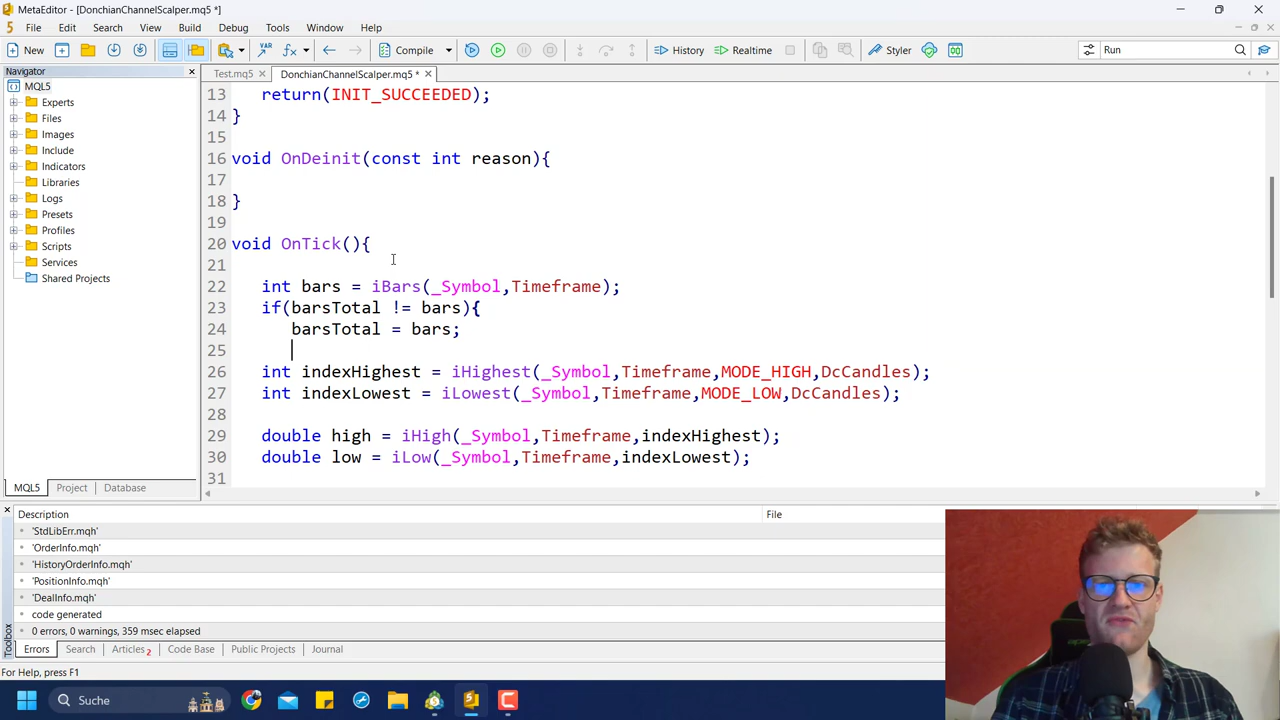 MetaEditor - [DonchianChannelScalper.mq5 *]
5 File Edit Search View Build Debug Tools Window Help
New Compile History Realtime Styler Run
Navigator
Test.mq5 DonchianChannelScalper.mq5 *
MQL5
Experts
Files
Images
Include
Indicators
Libraries
Logs
Presets
Profiles
Scripts
Services
Shared Projects
MQL5 Project Database
13 return(INIT_SUCCEEDED);
14 }
15
16 void OnDeinit(const int reason){
17
18 }
19
20 void OnTick(){
21
22 int bars = iBars(_Symbol,Timeframe);
23 if(barsTotal != bars){
24 barsTotal = bars;
25
26 int indexHighest = iHighest(_Symbol,Timeframe,MODE_HIGH,DcCandles);
27 int indexLowest = iLowest(_Symbol,Timeframe,MODE_LOW,DcCandles);
28
29 double high = iHigh(_Symbol,Timeframe,indexHighest);
30 double low = iLow(_Symbol,Timeframe,indexLowest);
31
Description File
'StdLibErr.mqh'
'OrderInfo.mqh'
'HistoryOrderInfo.mqh'
'PositionInfo.mqh'
'DealInfo.mqh'
code generated
0 errors, 0 warnings, 359 msec elapsed
Toolbox
Errors Search Articles 2 Code Base Public Projects Journal
For Help, press F1
Suche